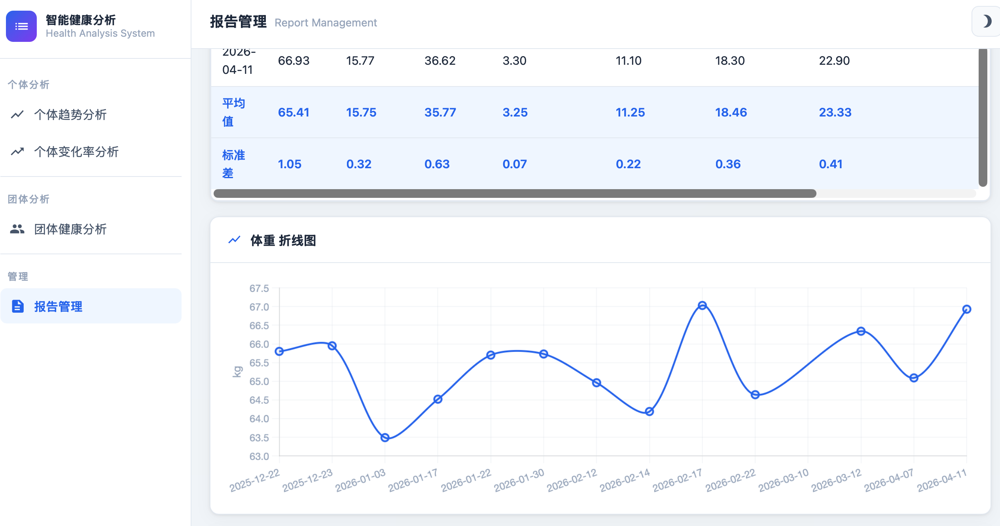 智能健康分析
Health Analysis System
个体分析
个体趋势分析
个体变化率分析
团体分析
团体健康分析
管理
报告管理
报告管理 Report Management
2026-
04-11 66.93 15.77 36.62 3.30 11.10 18.30 22.90
平均
值 65.41 15.75 35.77 3.25 11.25 18.46 23.33
标准
差 1.05 0.32 0.63 0.07 0.22 0.36 0.41
体重 折线图
67.5
67.0
66.5
66.0
65.5
65.0
64.5
64.0
63.5
63.0
kg
2025-12-22 2025-12-23 2026-01-03 2026-01-17 2026-01-22 2026-01-30 2026-02-12 2026-02-14 2026-02-17 2026-02-22 2026-03-10 2026-03-12 2026-04-07 2026-04-11